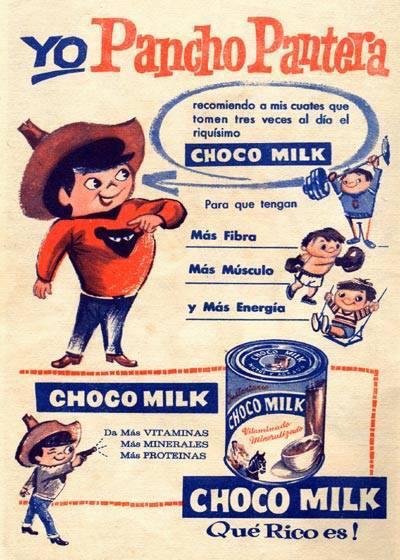 YO Pancho Pantera
recomiendo a mis cuates que
tomen tres veces al día el
riquísimo
CHOCO MILK
Para que tengan
Más Fibra
Más Músculo
y Más Energía
CHOCO MILK
Da Más VITAMINAS
Más MINERALES
Más PROTEINAS
CHOCO MILK
CHOCO MILK
Vitaminado
Mineralizado
CHOCO MILK
Qué Rico es!